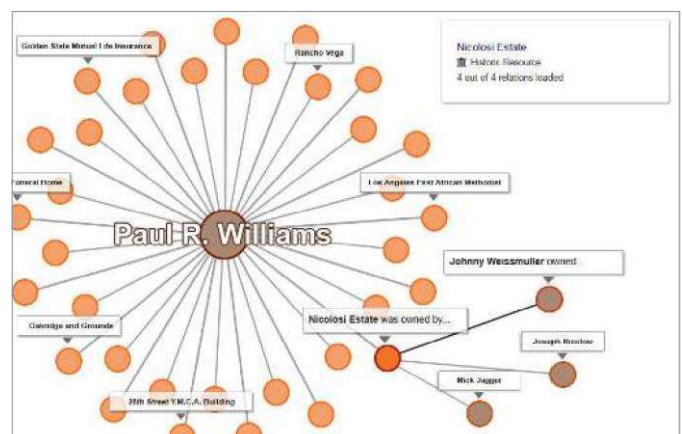 Golden State Mutual Life Insurance
Rancho Vega
Nicolosi Estate
Historic Resource
4 out of 4 relations loaded
Funeral Home
Los Angeles First African Methodist
Paul R. Williams
Johnny Weissmuller owned
Nicolosi Estate was owned by...
Oakridge and Grounds
Joseph Nicolosi
Mick Jagger
28th Street Y.M.C.A. Building